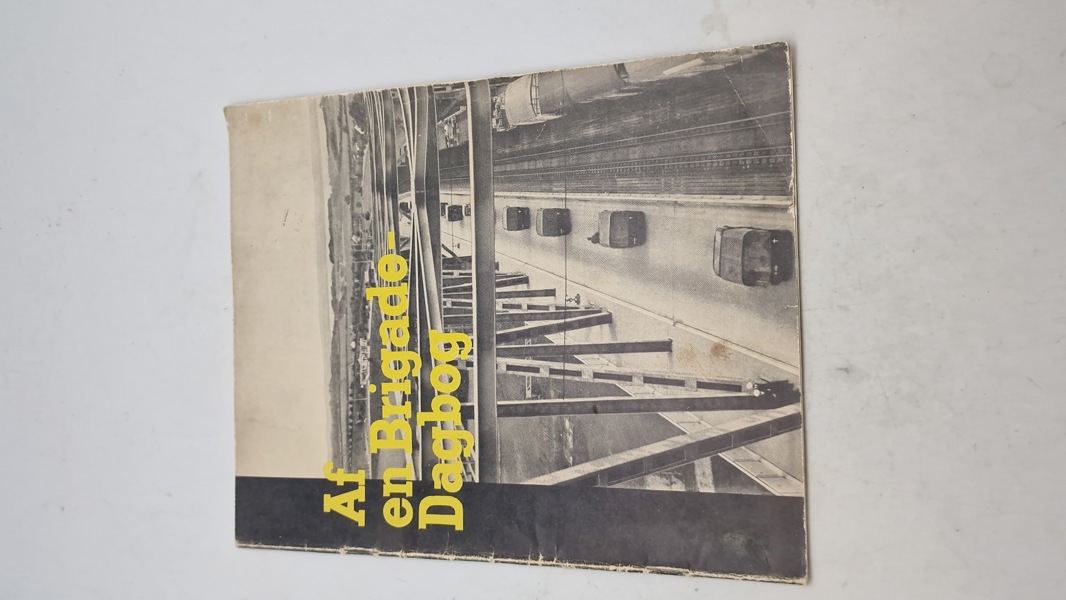 Af
en Brigade-
Dagbog